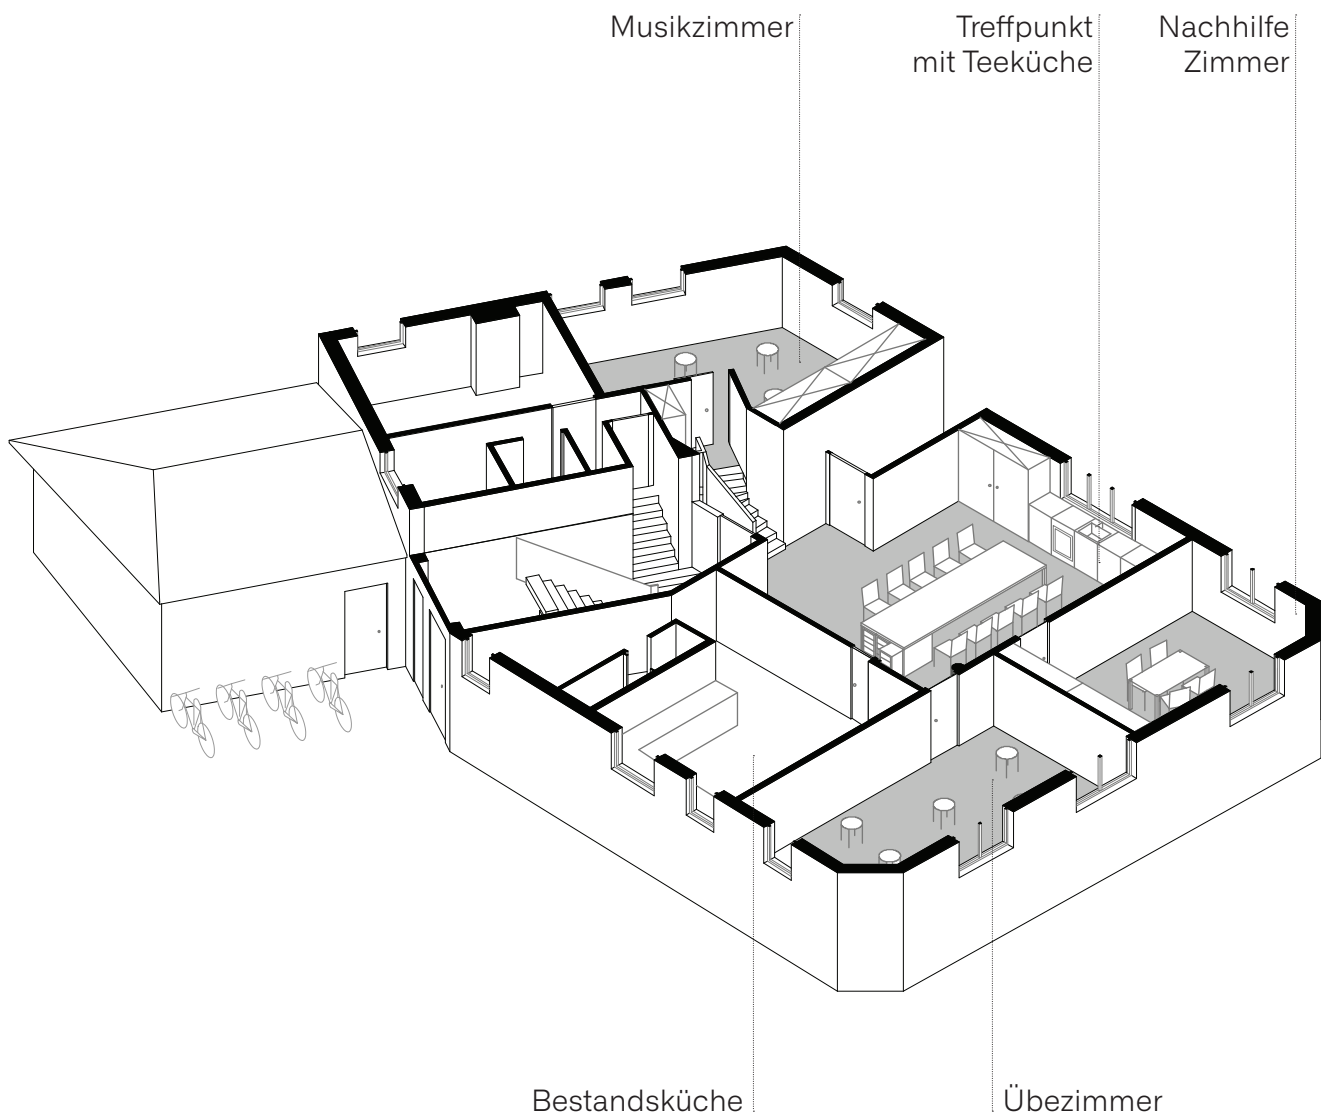 Musikzimmer
Treffpunkt
mit Teeküche
Nachhilfe
Zimmer
Bestandsküche
Übezimmer